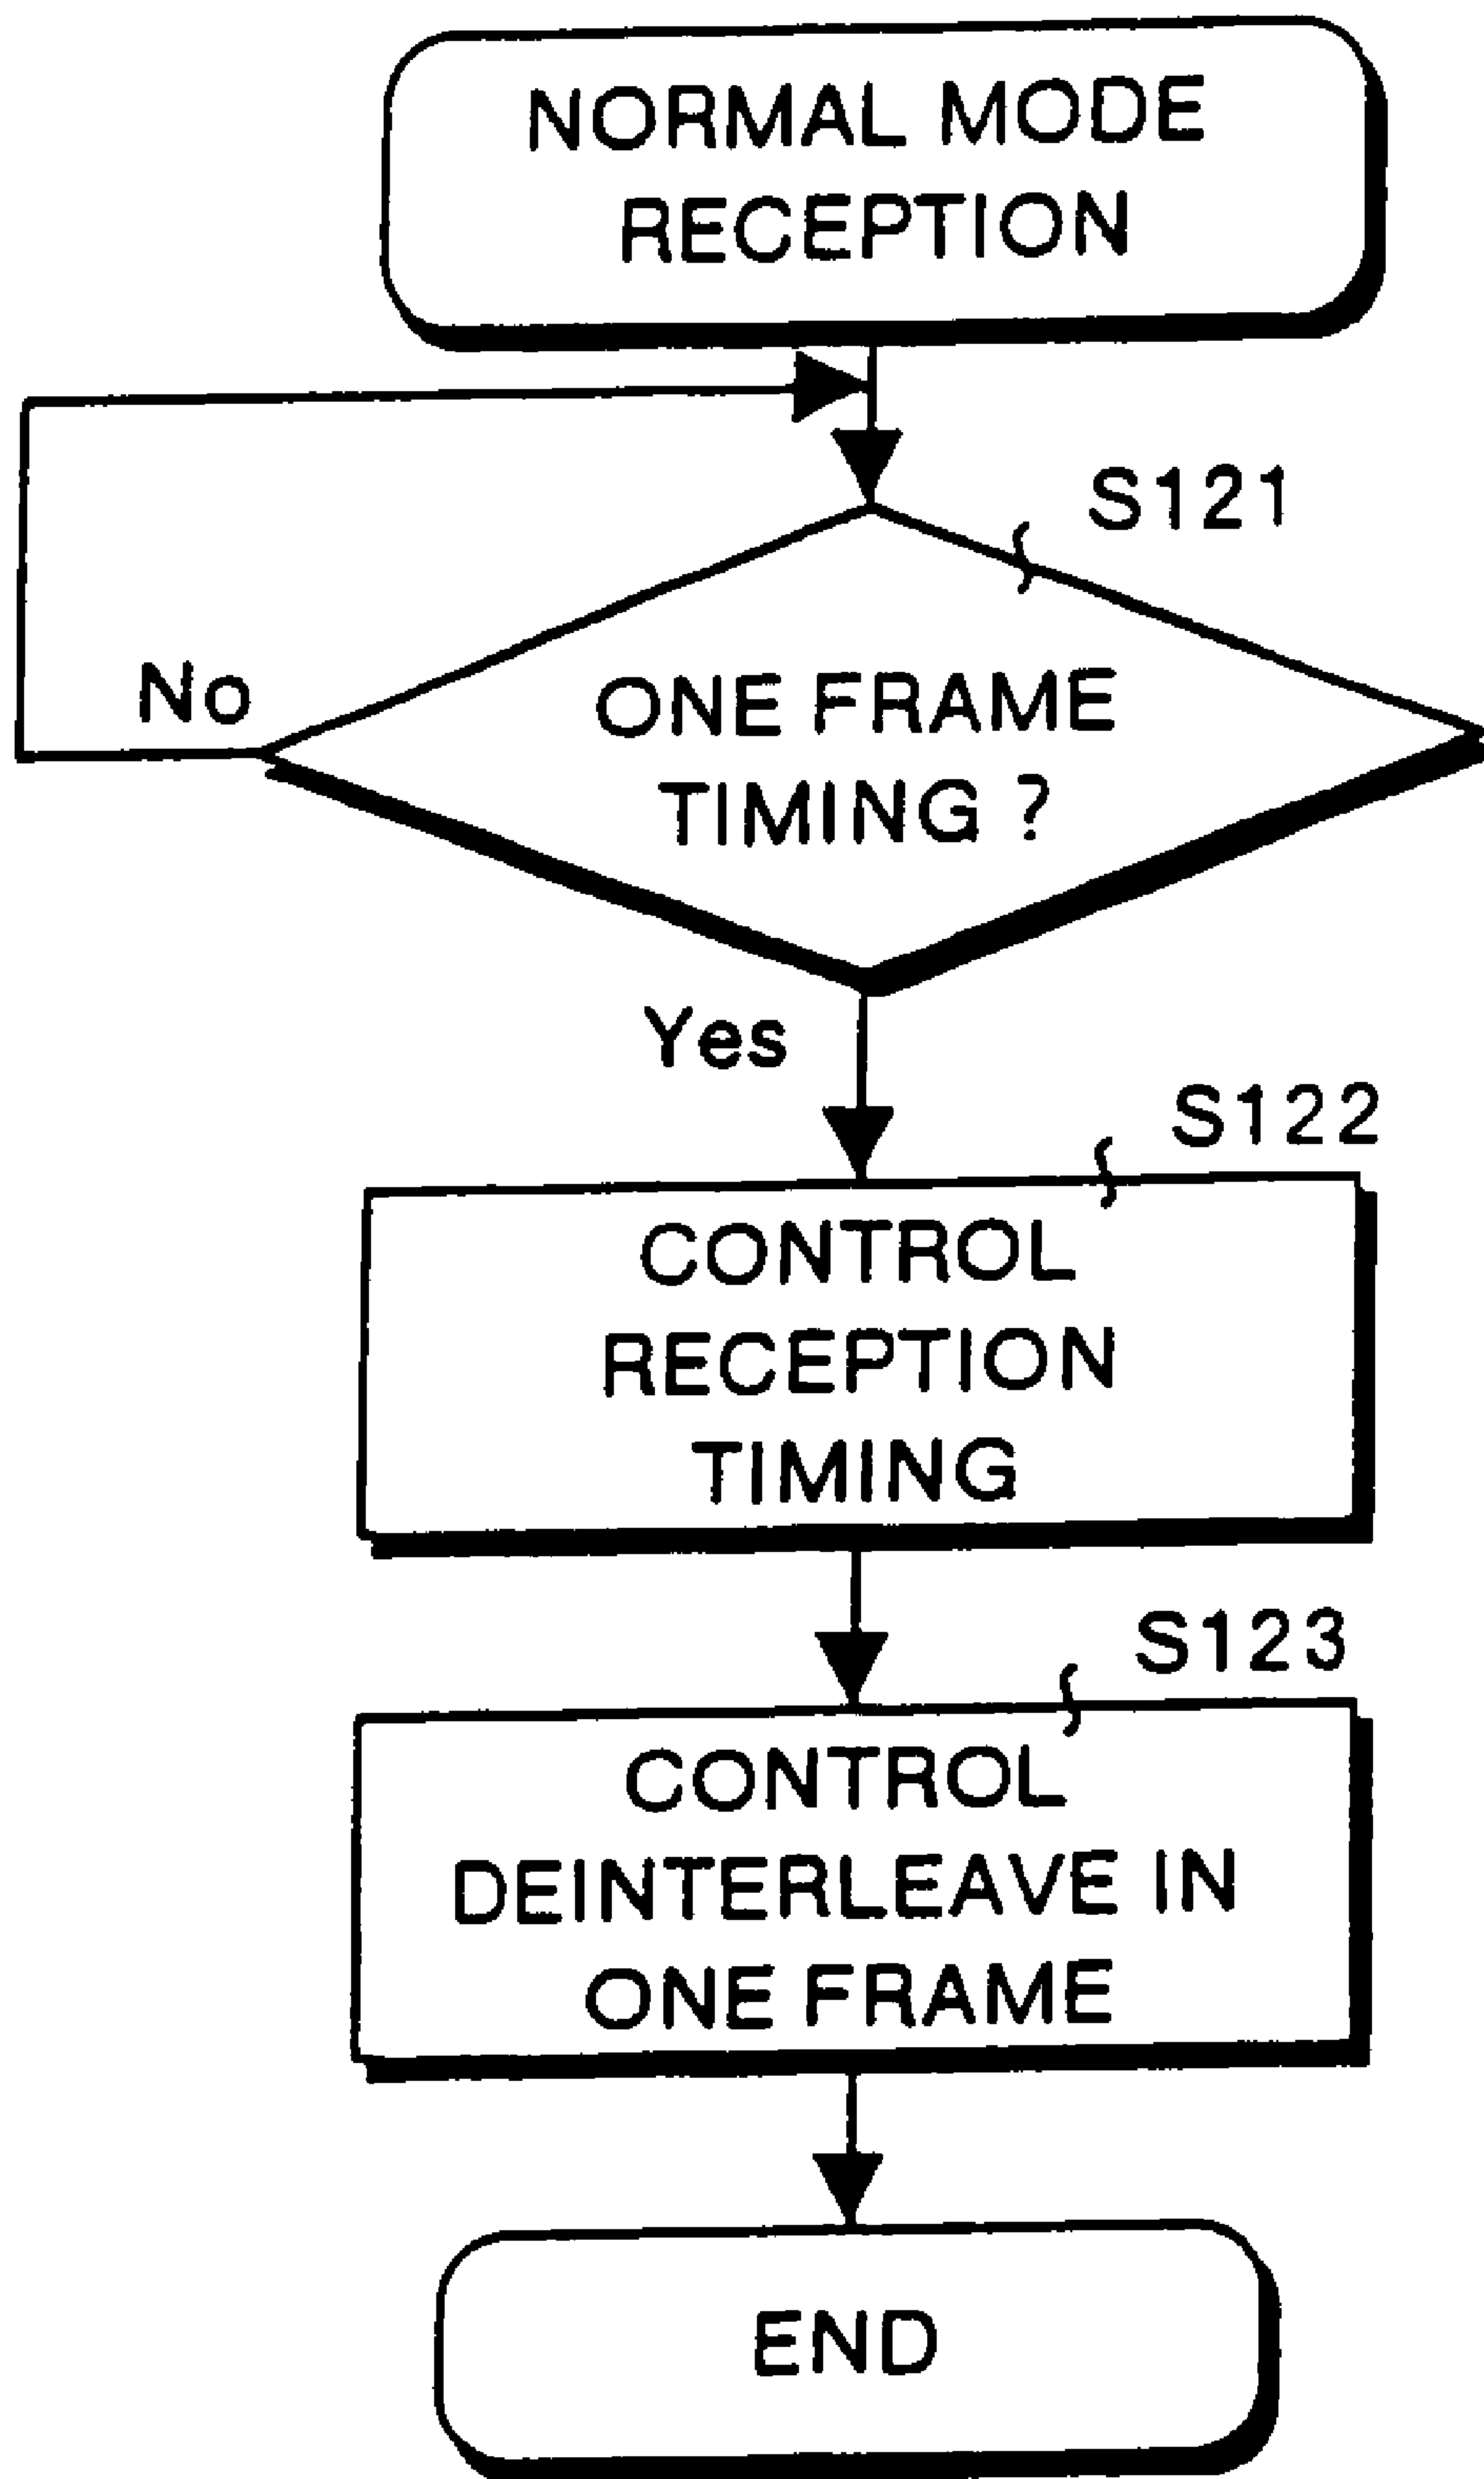 NORMAL MODE
RECEPTION
S121
No
ONE FRAME
TIMING ?
Yes
S122
CONTROL
RECEPTION
TIMING
S123
CONTROL
DEINTERLEAVE IN
ONE FRAME
END